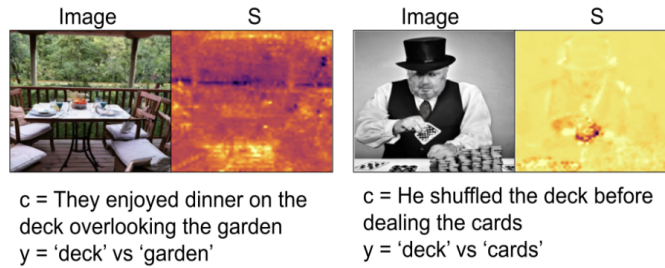 Image S
c = They enjoyed dinner on the
deck overlooking the garden
y = ‘deck’ vs ‘garden’
Image S
c = He shuffled the deck before
dealing the cards
y = ‘deck’ vs ‘cards’